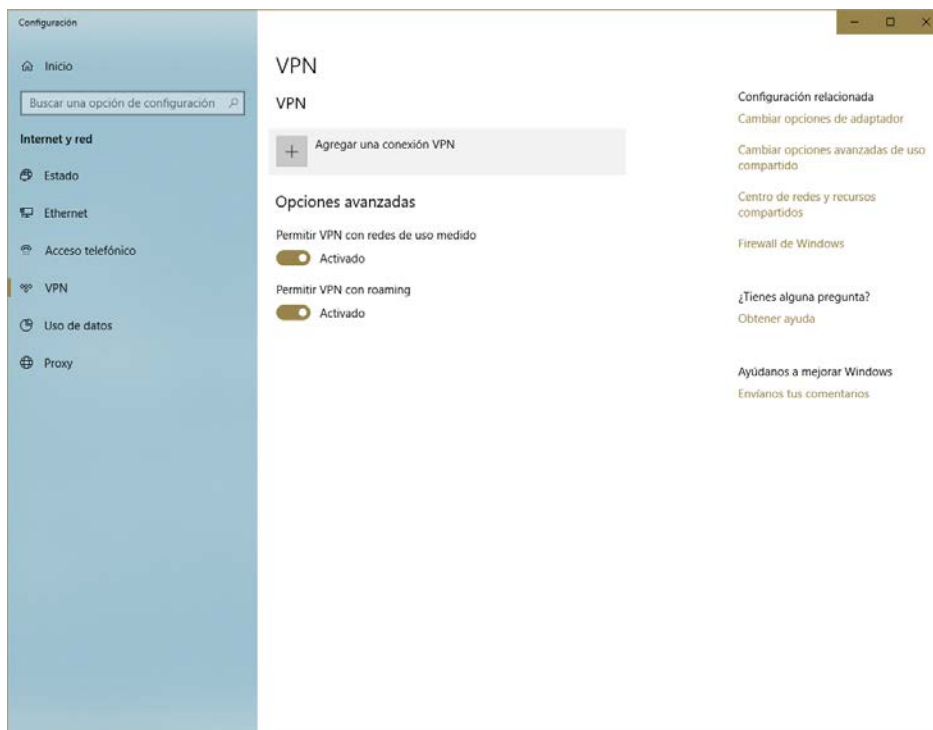 Configuración
Inicio
Buscar una opción de configuración
Internet y red
Estado
Ethernet
Acceso telefónico
VPN
Uso de datos
Proxy
VPN
VPN
Agregar una conexión VPN
Opciones avanzadas
Permitir VPN con redes de uso medido
Activado
Permitir VPN con roaming
Activado
Configuración relacionada
Cambiar opciones de adaptador
Cambiar opciones avanzadas de uso
compartido
Centro de redes y recursos
compartidos
Firewall de Windows
¿Tienes alguna pregunta?
Obtener ayuda
Ayúdanos a mejorar Windows
Envíanos tus comentarios